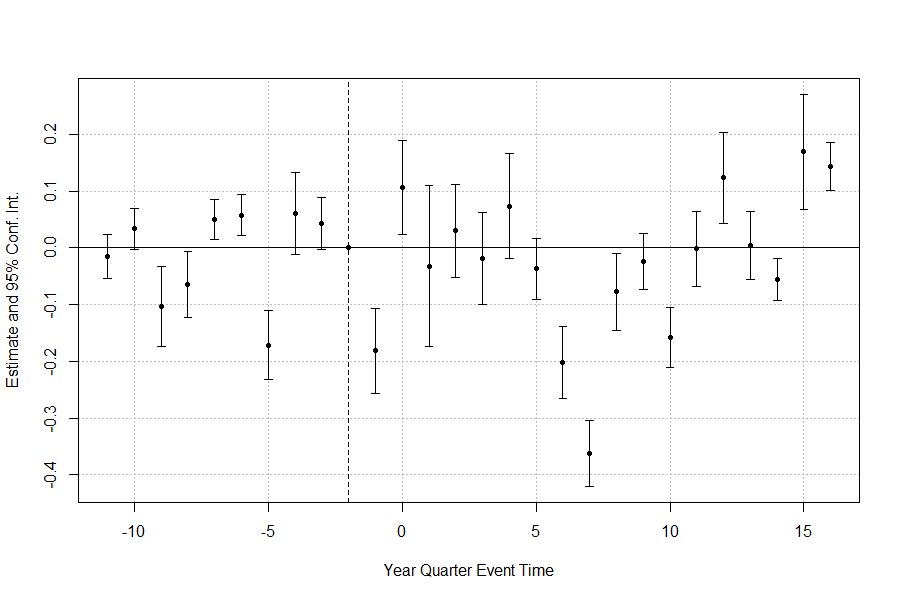 Estimate and 95% Conf. Int.
0.2
0.1
0.0
-0.1
-0.2
-0.3
-0.4
-10 -5 0 5 10 15
Year Quarter Event Time